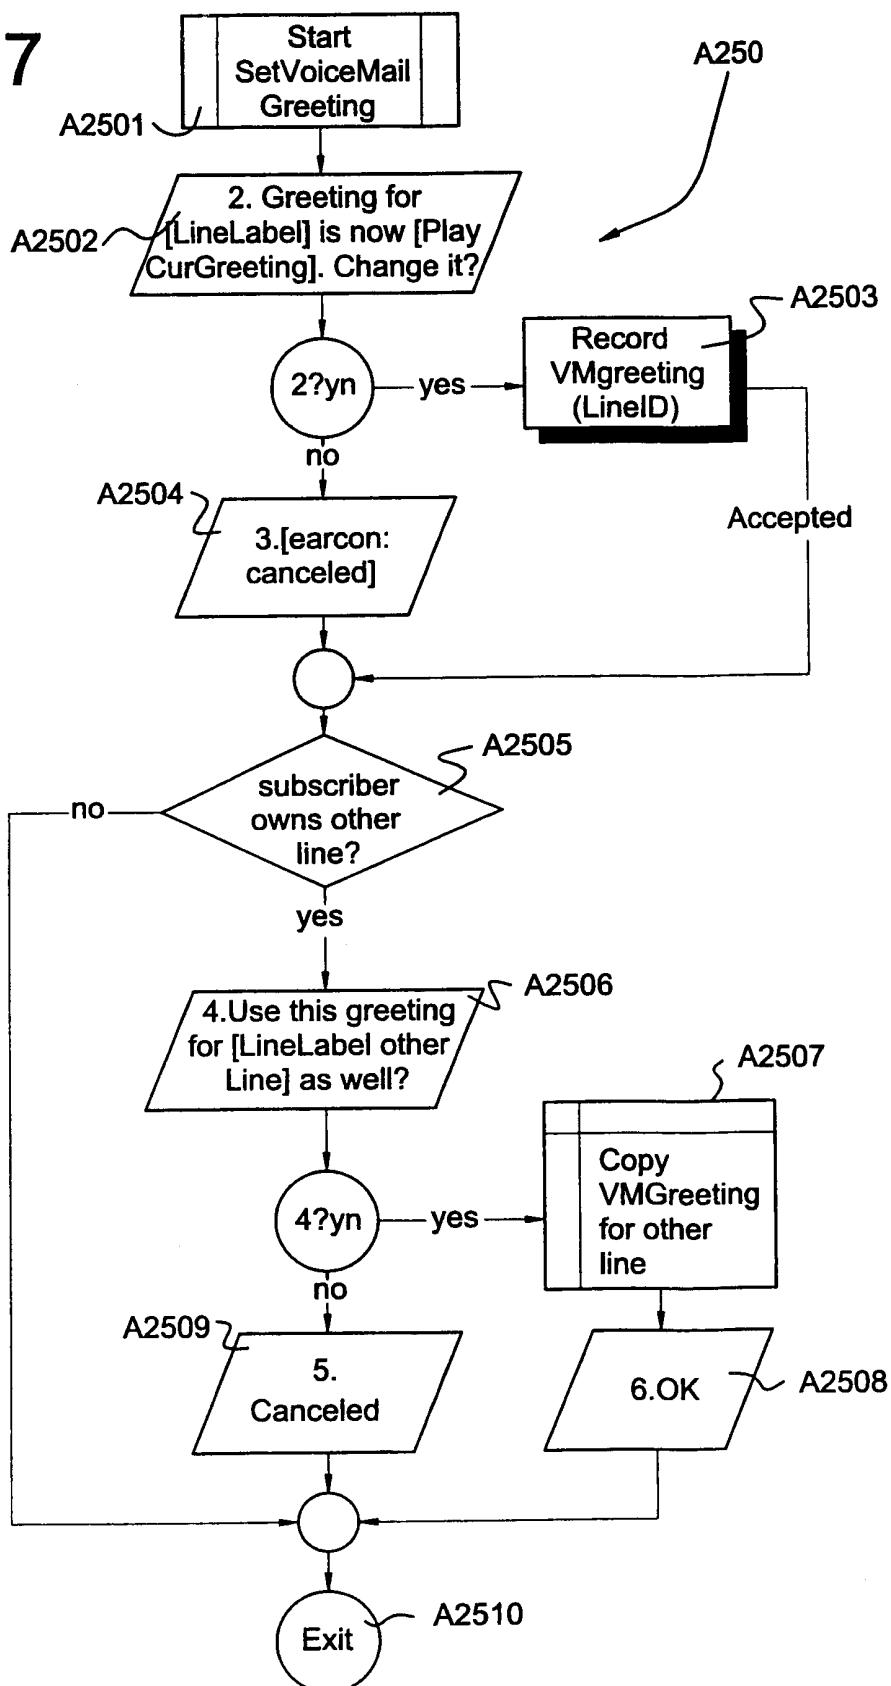 7
Start
SetVoiceMail
Greeting
A250
A2501
2. Greeting for
[LineLabel] is now [Play
CurGreeting]. Change it?
A2502
A2503
Record
VMgreeting
(LineID)
2?yn
yes
no
A2504
3.[earcon:
canceled]
Accepted
A2505
subscriber
owns other
line?
no
yes
A2506
4.Use this greeting
for [LineLabel other
Line] as well?
A2507
Copy
VMGreeting
for other
line
4?yn
yes
no
A2509
5.
Canceled
6.OK
A2508
Exit
A2510